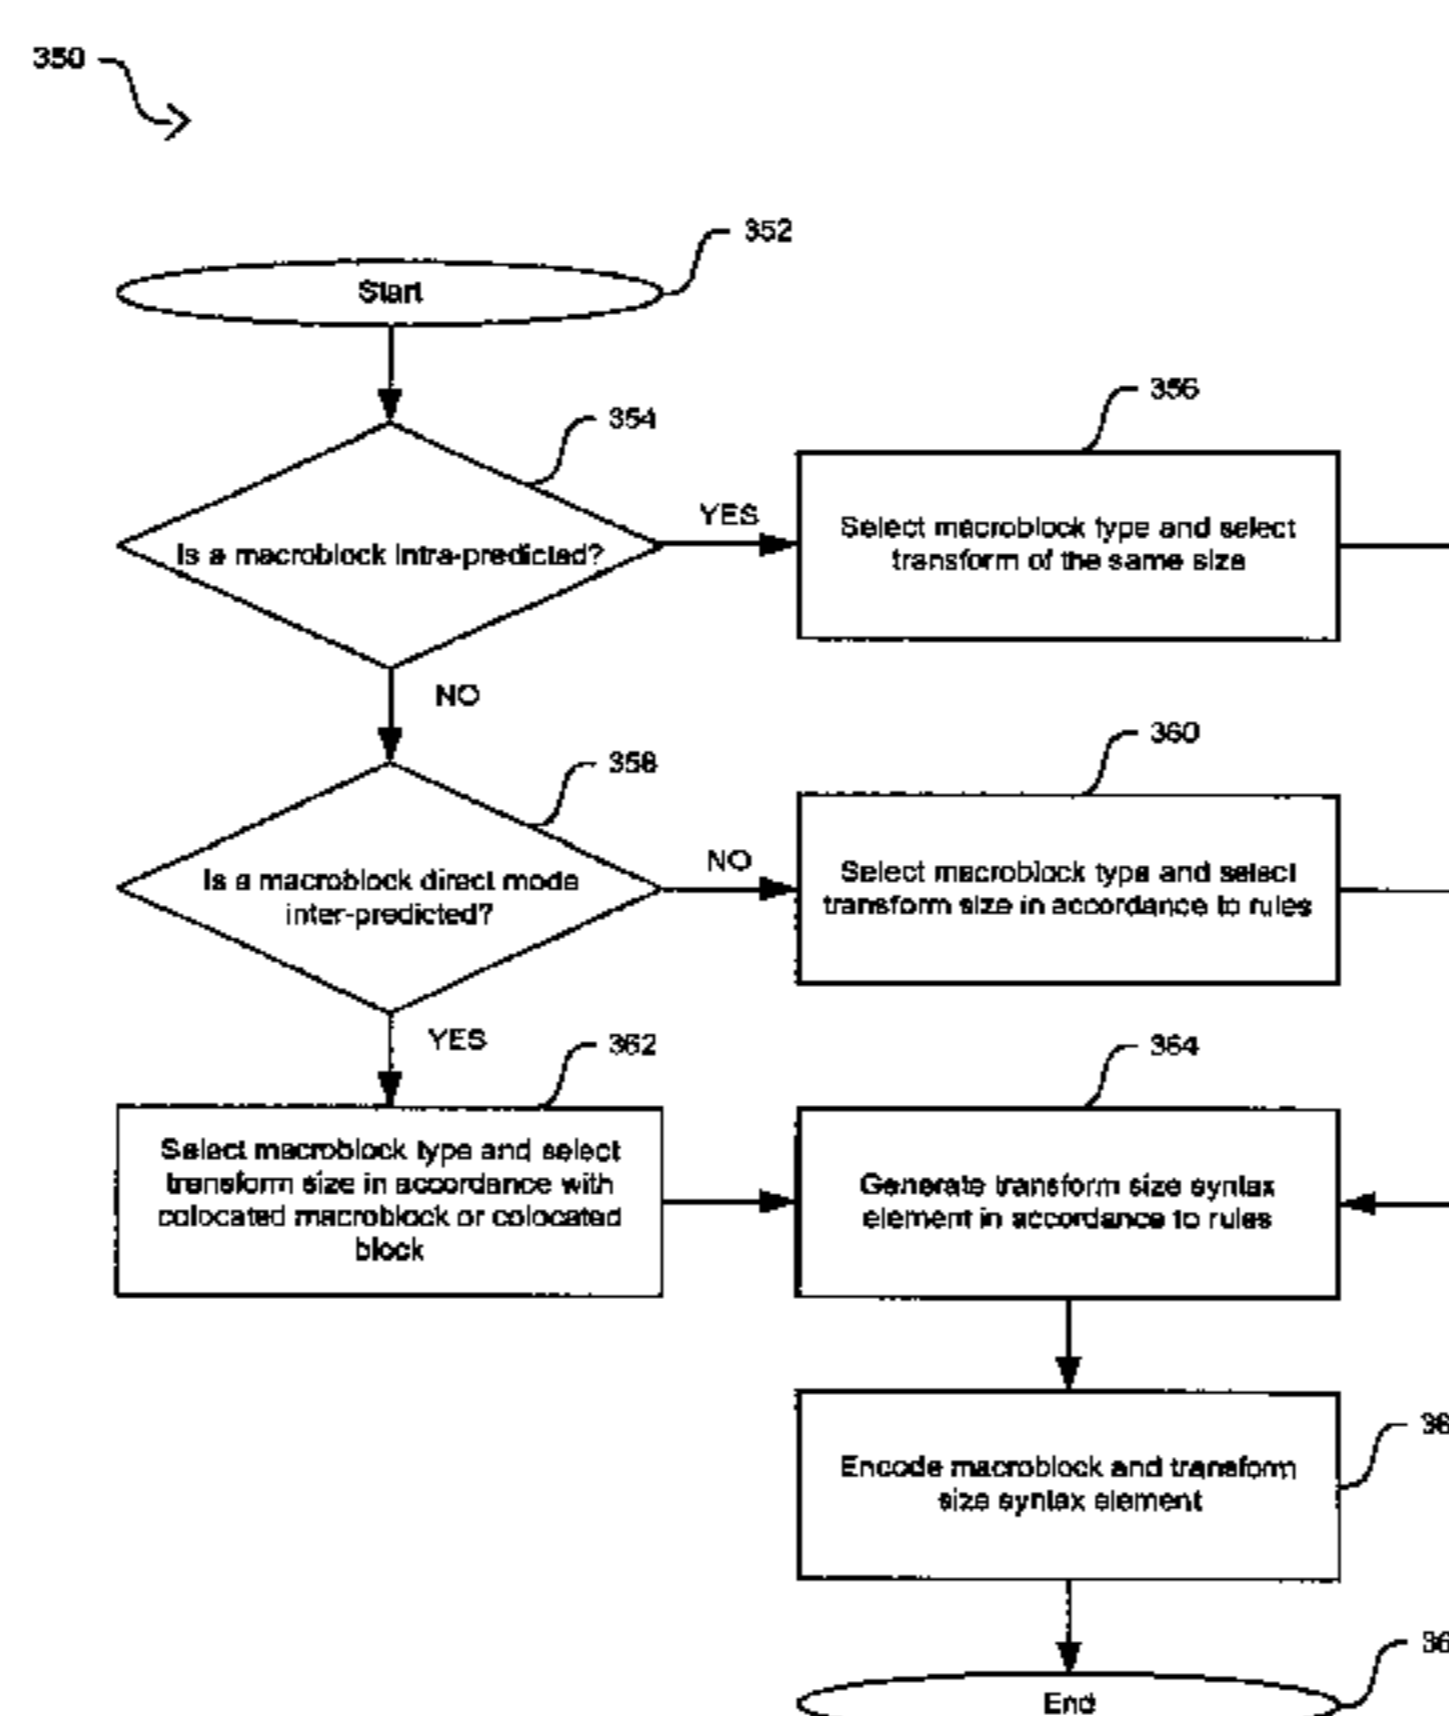 350
352
Start
354
356
Is a macroblock intra-predicted?
YES
Select macroblock type and select
transform of the same size
NO
358
360
Is a macroblock direct mode
inter-predicted?
NO
Select macroblock type and select
transform size in accordance to rules
YES
362
364
Select macroblock type and select
transform size in accordance with
colocated macroblock or colocated
block
Generate transform size syntax
element in accordance to rules
36
Encode macroblock and transform
size syntax element
36
End